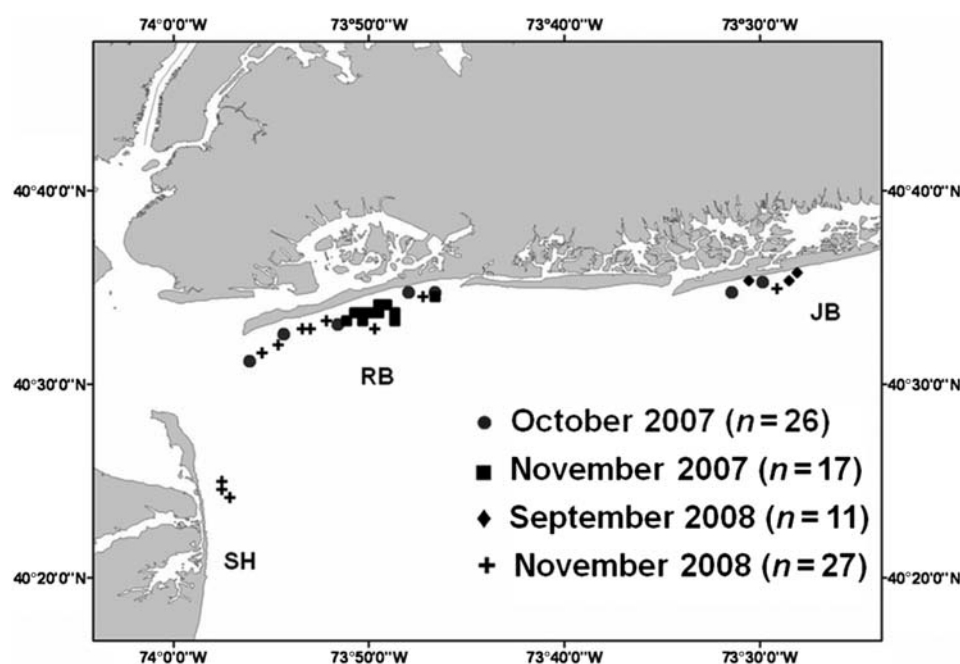 74°0'0"W 73°50'0"W 73°40'0"W 73°30'0"W
40°40'0"N 40°40'0"N
JB
RB
40°30'0"N 40°30'0"N
October 2007 (n = 26)
November 2007 (n = 17)
September 2008 (n = 11)
SH
November 2008 (n = 27)
40°20'0"N 40°20'0"N
74°0'0"W 73°50'0"W 73°40'0"W 73°30'0"W